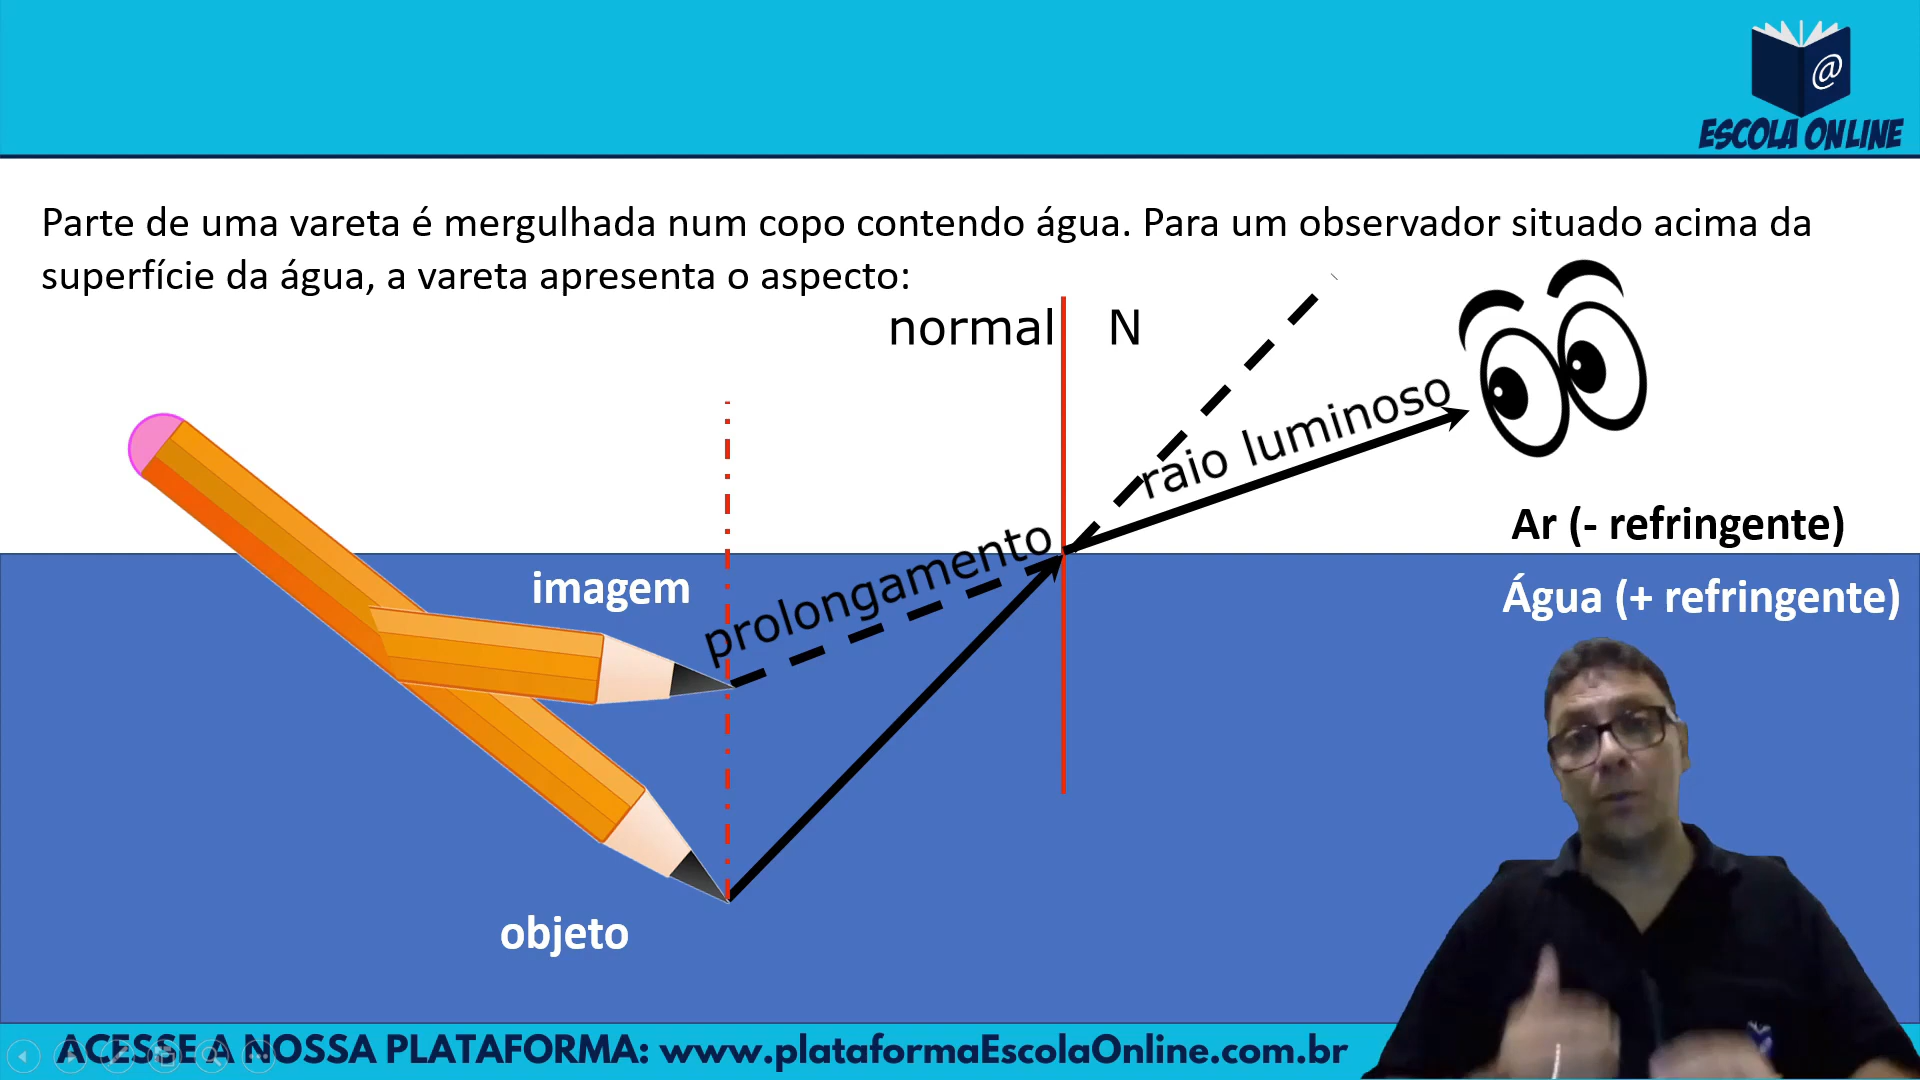 @
ESCOLA ONLINE
Parte de uma vareta é mergulhada num copo contendo água. Para um observador situado acima da
superfície da água, a vareta apresenta o aspecto:
normal N
raio luminoso
Ar (- refringente)
prolongamento
imagem
Água (+ refringente)
objeto
ACESSE A NOSSA PLATAFORMA: www.plataformaEscolaOnline.com.br